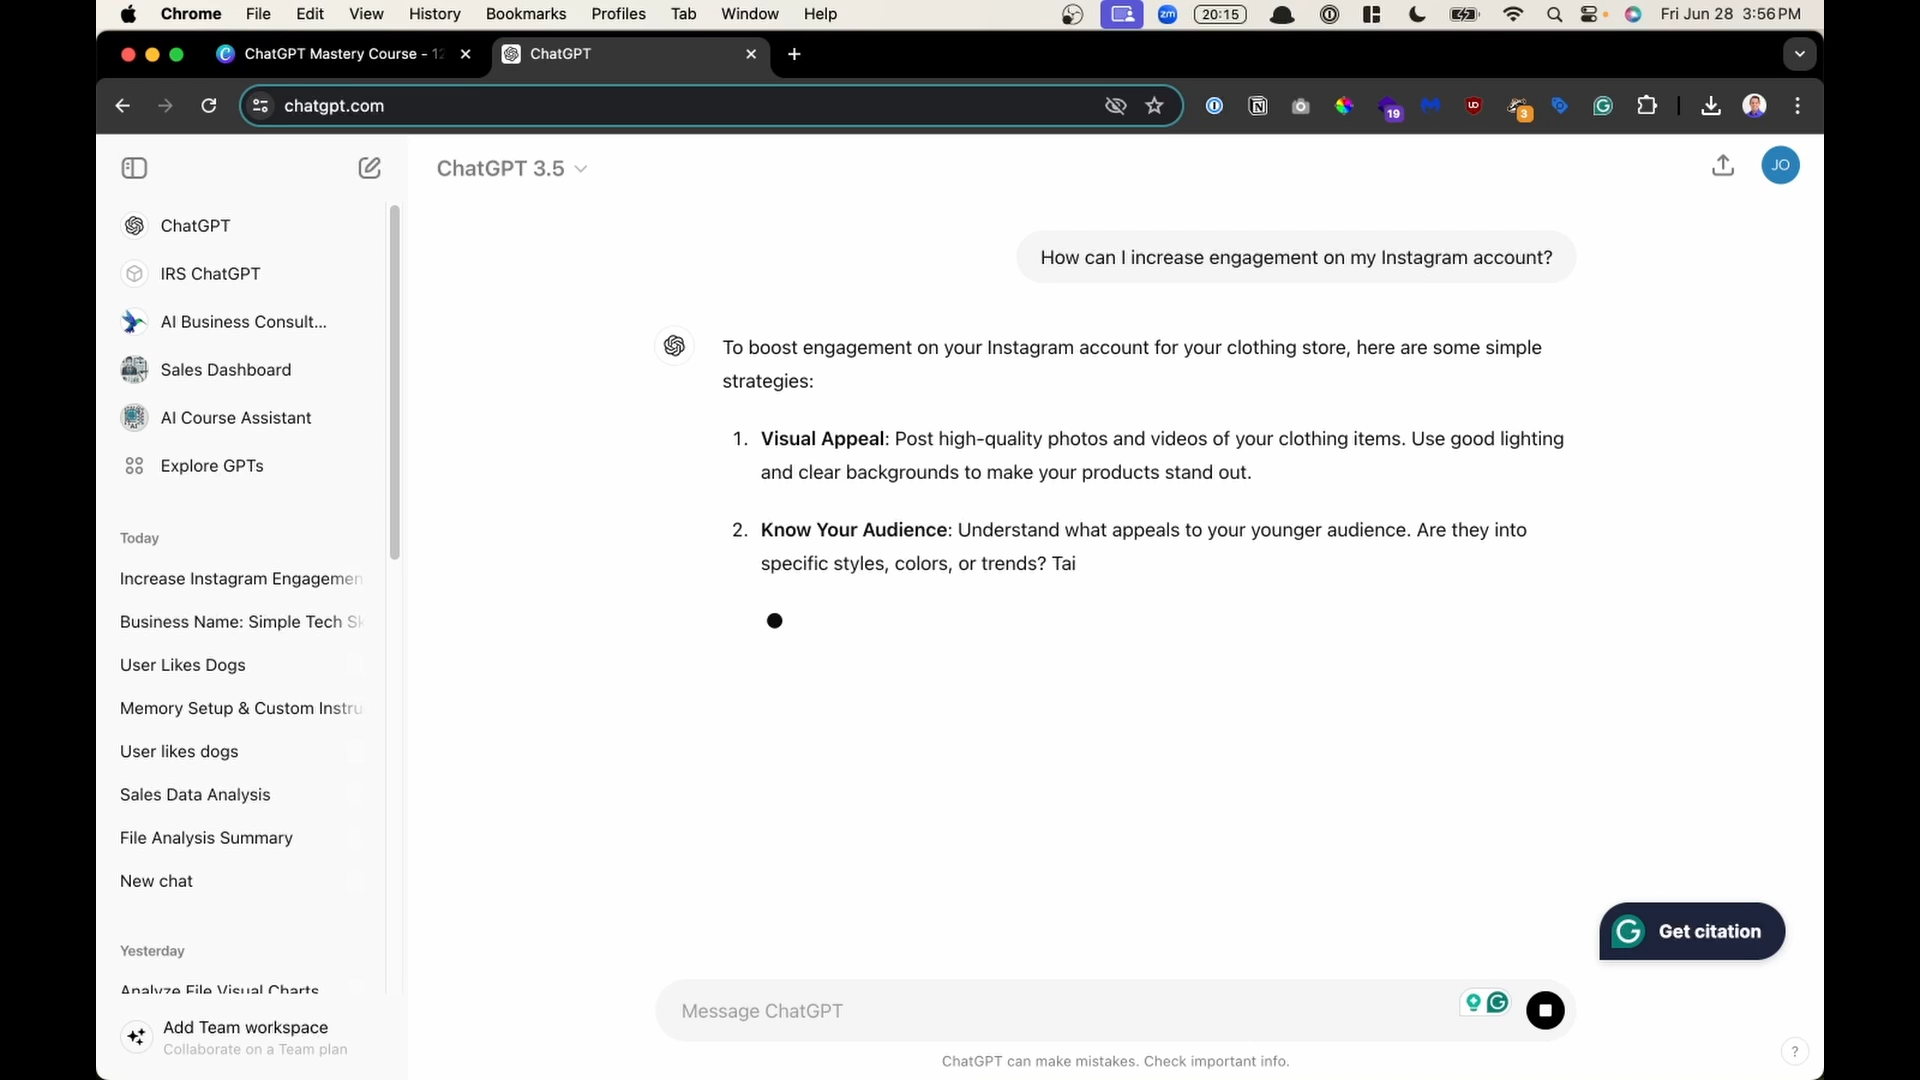 Chrome File Edit View History Bookmarks Profiles Tab Window Help zm 20:15 Fri Jun 28 3:56 PM
ChatGPT Mastery Course - 12 ChatGPT
chatgpt.com 19 UD 3
ChatGPT 3.5 JO
ChatGPT
IRS ChatGPT
AI Business Consult...
Sales Dashboard
AI Course Assistant
Explore GPTs
Today
Increase Instagram Engagemen
Business Name: Simple Tech Sk
User Likes Dogs
Memory Setup & Custom Instru
User likes dogs
Sales Data Analysis
File Analysis Summary
New chat
Yesterday
Analyze File Visual Charts
Add Team workspace
Collaborate on a Team plan
How can I increase engagement on my Instagram account?
To boost engagement on your Instagram account for your clothing store, here are some simple
strategies:
1. Visual Appeal: Post high-quality photos and videos of your clothing items. Use good lighting
and clear backgrounds to make your products stand out.
2. Know Your Audience: Understand what appeals to your younger audience. Are they into
specific styles, colors, or trends? Tai
Get citation
Message ChatGPT
ChatGPT can make mistakes. Check important info.
?